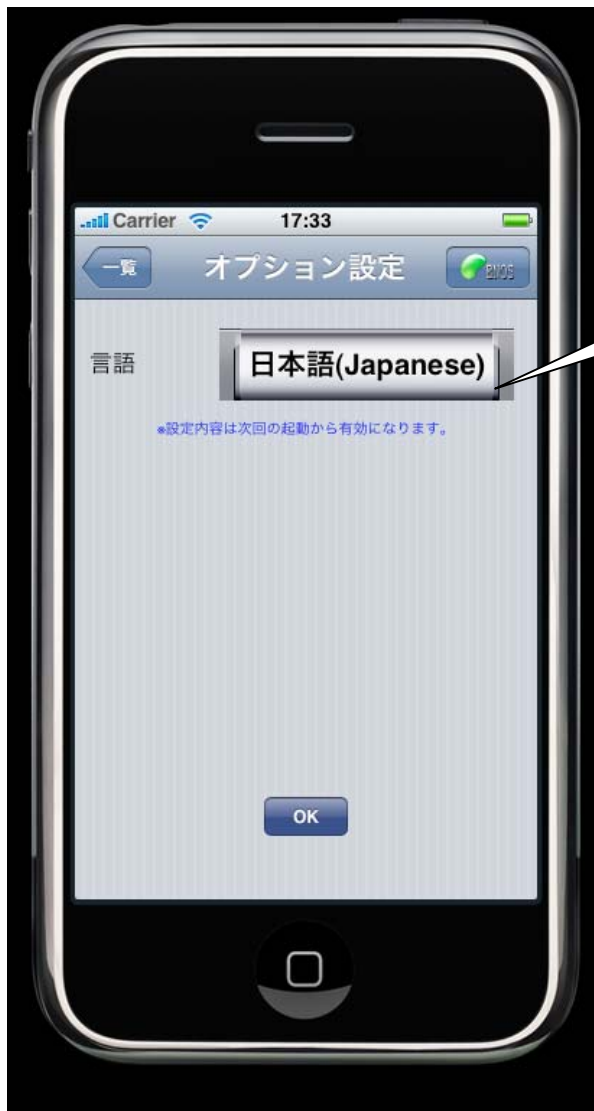 Carrier 17:33
一覧 オプション設定 BNOS
言語 日本語(Japanese)
※設定内容は次回の起動から有効になります。
OK